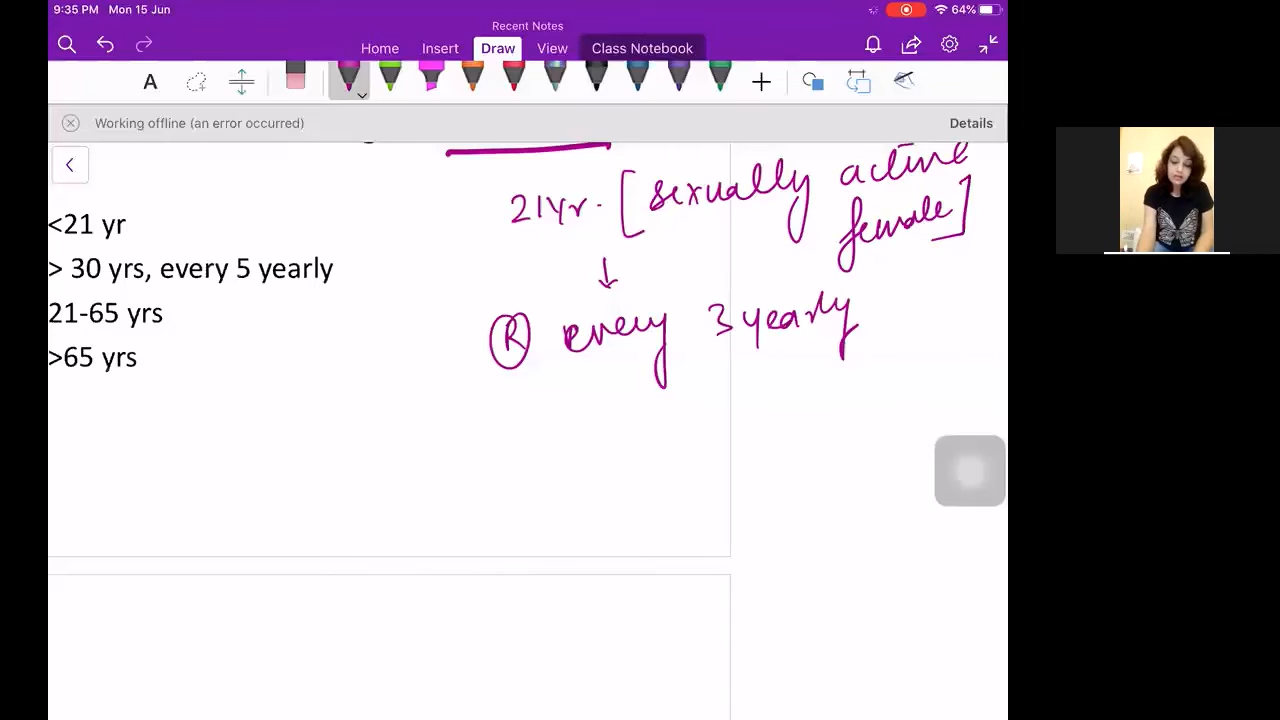 9:35 PM Mon 15 Jun
64%
Recent Notes
Home Insert Draw View Class Notebook
A
Working offline (an error occurred)
Details
<21 yr
> 30 yrs, every 5 yearly
21-65 yrs
>65 yrs
21yr. [sexually active
female]
↓
Ⓡ every 3 yearly